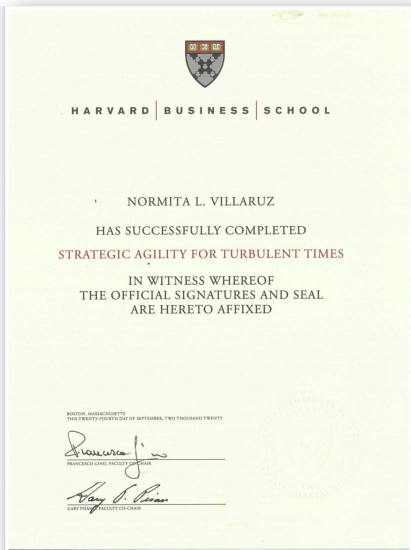 HARVARD | BUSINESS | SCHOOL
NORMITA L. VILLARUZ
HAS SUCCESSFULLY COMPLETED
STRATEGIC AGILITY FOR TURBULENT TIMES
IN WITNESS WHEREOF
THE OFFICIAL SIGNATURES AND SEAL
ARE HERETO AFFIXED
BOSTON, MASSACHUSETTS
THIS TWENTY-FOURTH DAY OF SEPTEMBER, TWO THOUSAND TWENTY
FRANCESCO GINO, FACULTY CO-CHAIR
GARY PISANO, FACULTY CO-CHAIR